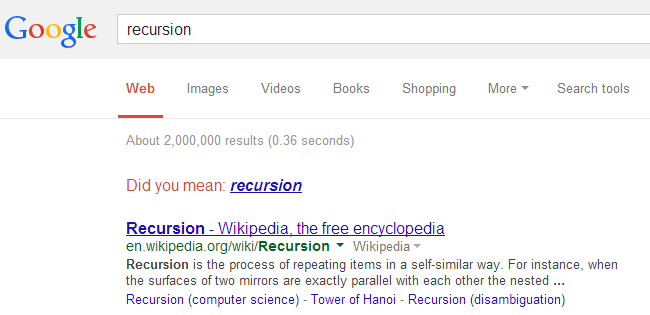 Google recursion
Web Images Videos Books Shopping More Search tools
About 2,000,000 results (0.36 seconds)
Did you mean: recursion
Recursion - Wikipedia, the free encyclopedia
en.wikipedia.org/wiki/Recursion Wikipedia
Recursion is the process of repeating items in a self-similar way. For instance, when
the surfaces of two mirrors are exactly parallel with each other the nested ...
Recursion (computer science) - Tower of Hanoi - Recursion (disambiguation)